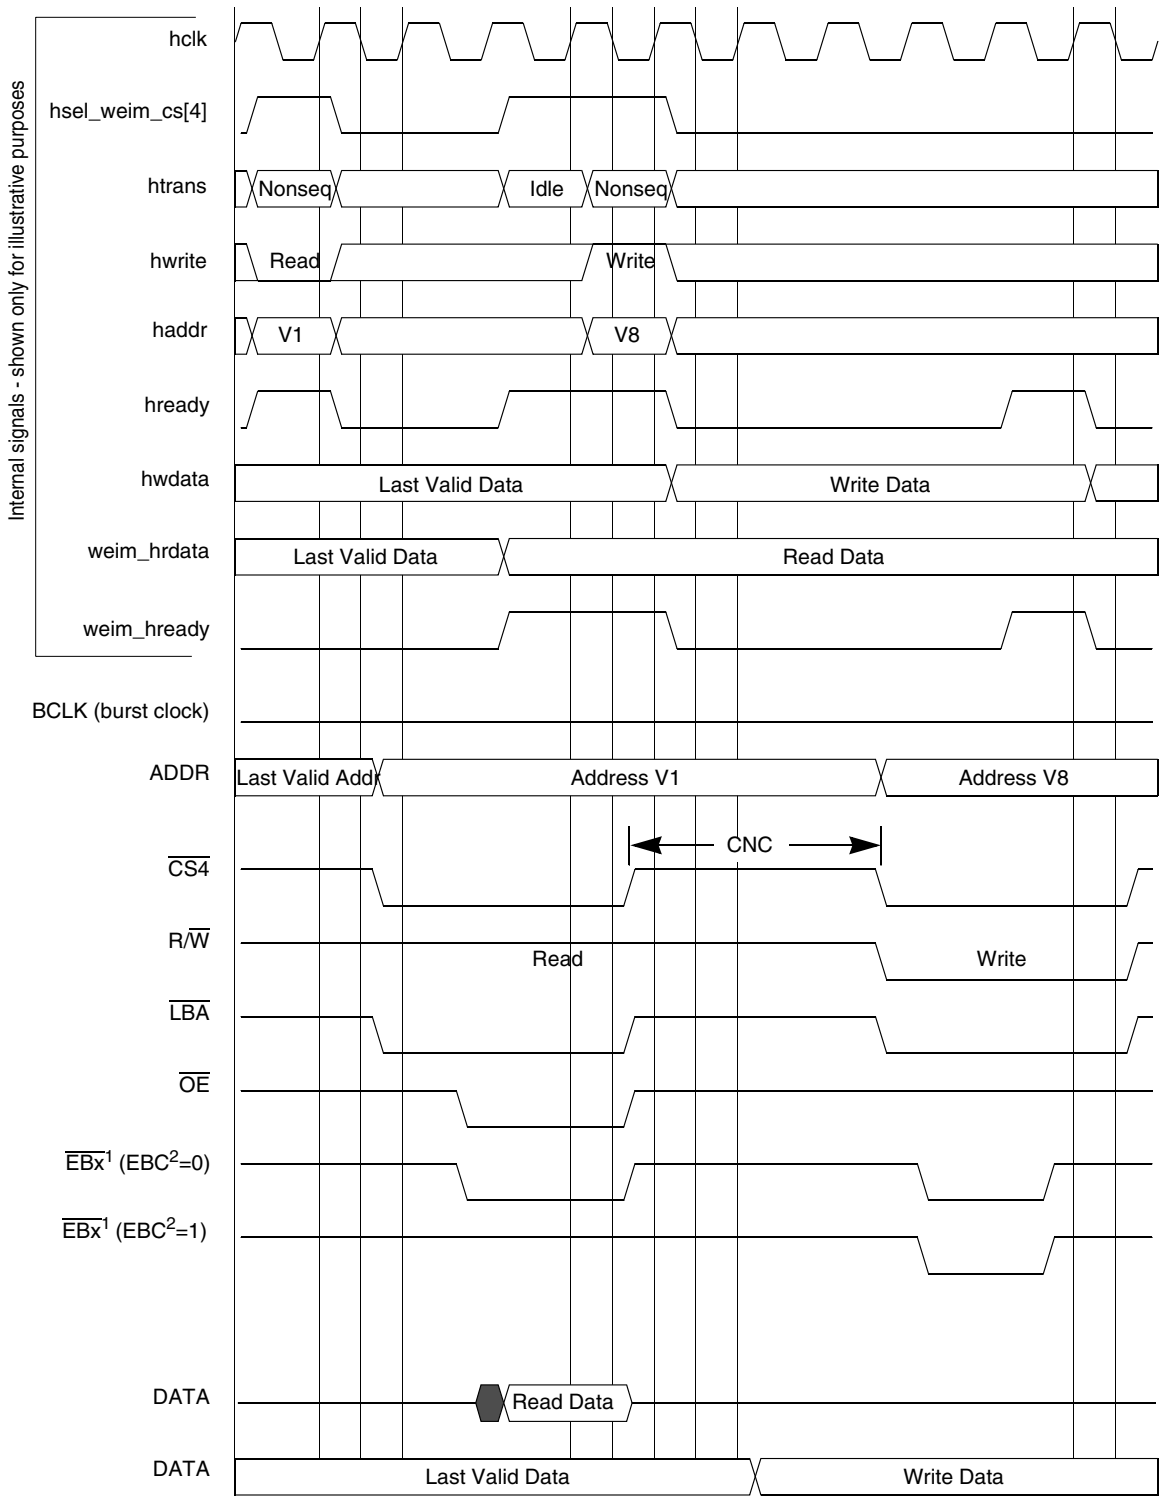 Internal signals - shown only for illustrative purposes
hclk
hsel_weim_cs[4]
htrans Nonseq Idle Nonseq
hwrite Read Write
haddr V1 V8
hready
hwdata Last Valid Data Write Data
weim_hrdata Last Valid Data Read Data
weim_hready
BCLK (burst clock)
ADDR Last Valid Addr Address V1 Address V8
CNC
CS4
R/W Read Write
LBA
OE
EBx1 (EBC2=0)
EBx1 (EBC2=1)
DATA Read Data
DATA Last Valid Data Write Data